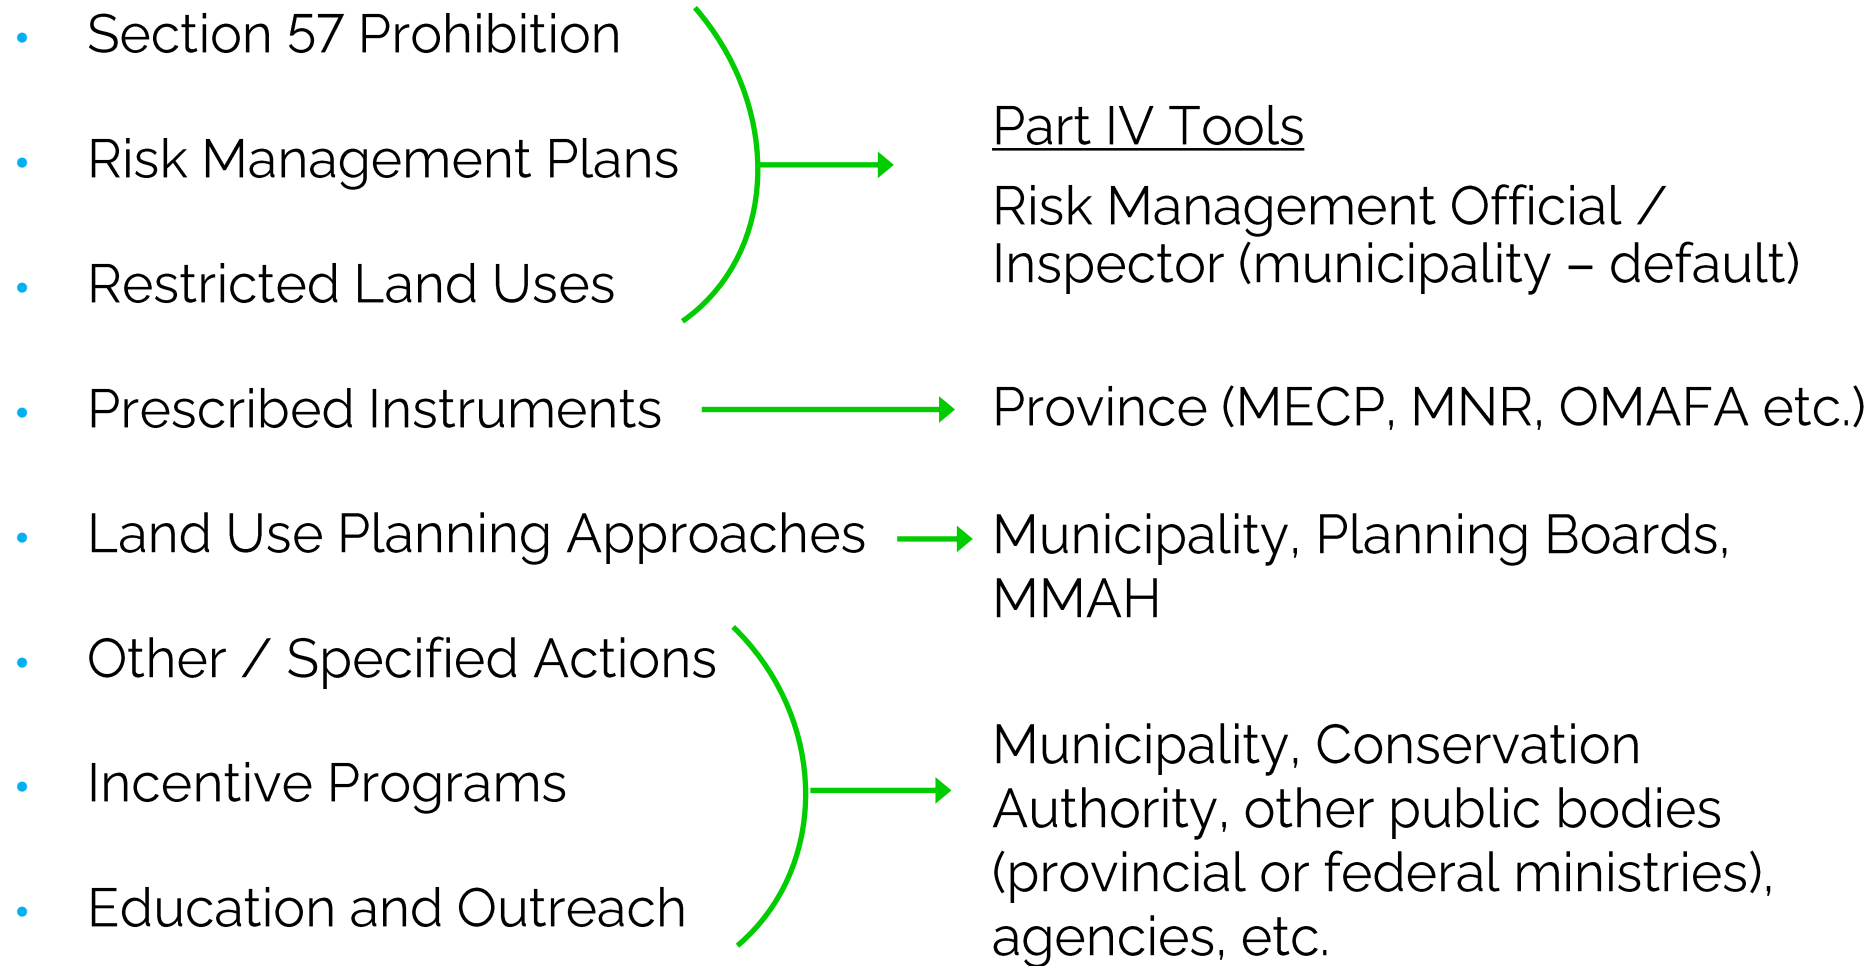 • Section 57 Prohibition
• Risk Management Plans
• Restricted Land Uses
Part IV Tools
Risk Management Official /
Inspector (municipality – default)
• Prescribed Instruments
Province (MECP, MNR, OMAFA etc.)
• Land Use Planning Approaches
Municipality, Planning Boards,
MMAH
• Other / Specified Actions
• Incentive Programs
• Education and Outreach
Municipality, Conservation
Authority, other public bodies
(provincial or federal ministries),
agencies, etc.